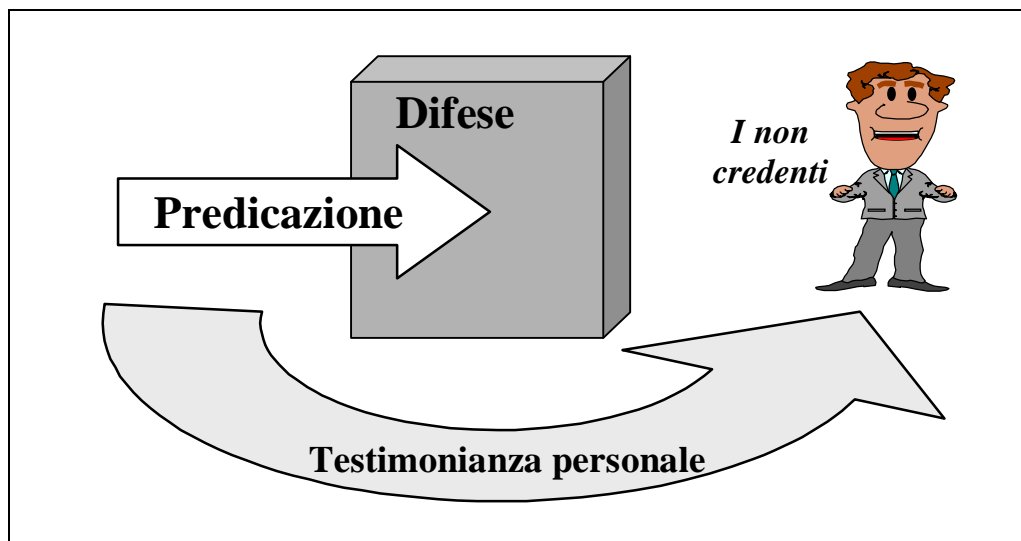 Difese
I non
credenti
Predicazione
Testimonianza personale